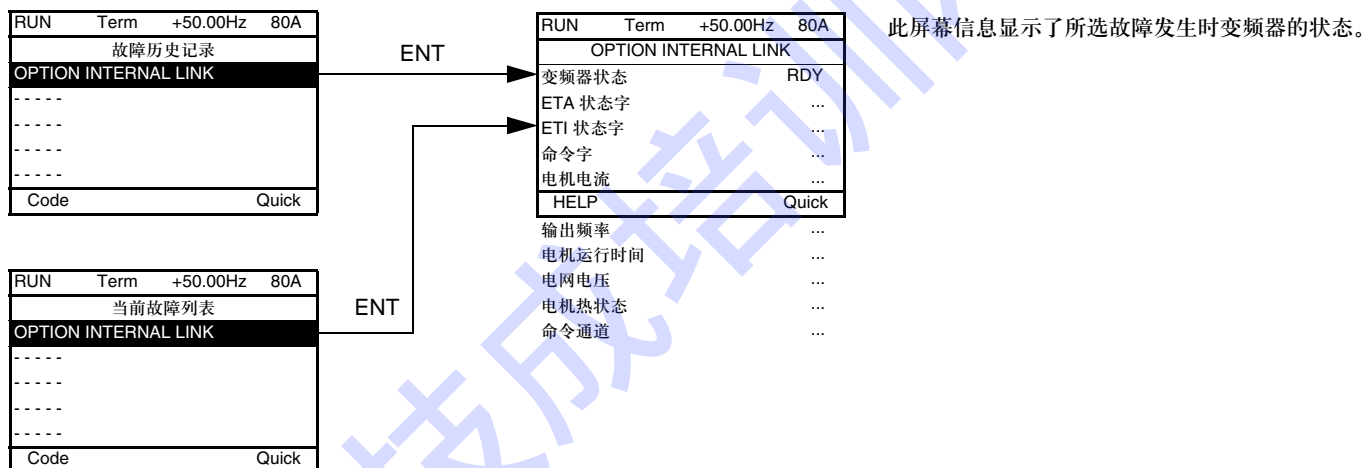 RUN Term +50.00Hz 80A
故障历史记录
OPTION INTERNAL LINK
- - - - -
- - - - -
- - - - -
- - - - -
Code Quick
ENT
RUN Term +50.00Hz 80A
当前故障列表
OPTION INTERNAL LINK
- - - - -
- - - - -
- - - - -
- - - - -
Code Quick
ENT
RUN Term +50.00Hz 80A
OPTION INTERNAL LINK
变频器状态 RDY
ETA 状态字 ...
ETI 状态字 ...
命令字 ...
电机电流 ...
HELP Quick
输出频率 ...
电机运行时间 ...
电网电压 ...
电机热状态 ...
命令通道 ...
此屏幕信息显示了所选故障发生时变频器的状态。
技成培训